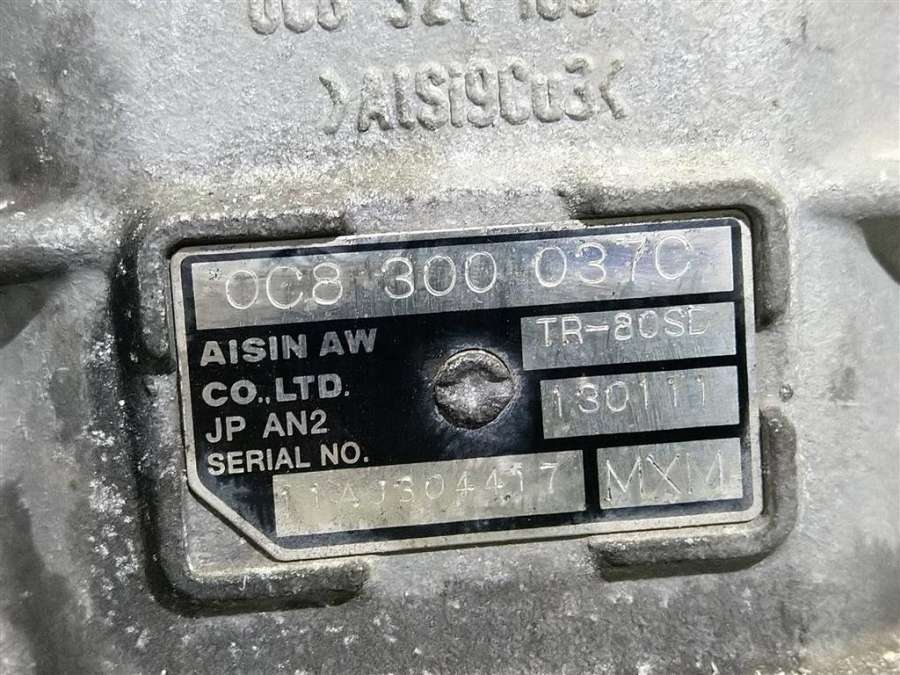 >AlSi9Cu3<
0C8 300 037C
AISIN AW
CO.,LTD.
JP AN2
SERIAL NO.
TR-80SD
130111
11AJ304417
MXM